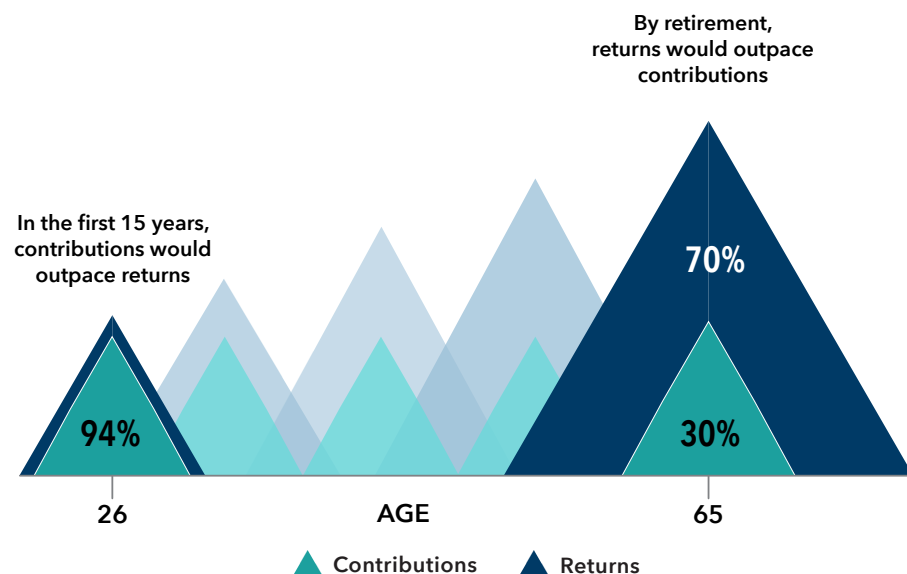 By retirement,
returns would outpace
contributions
In the first 15 years,
contributions would
outpace returns
70%
94%
30%
26
AGE
65
Contributions
Returns